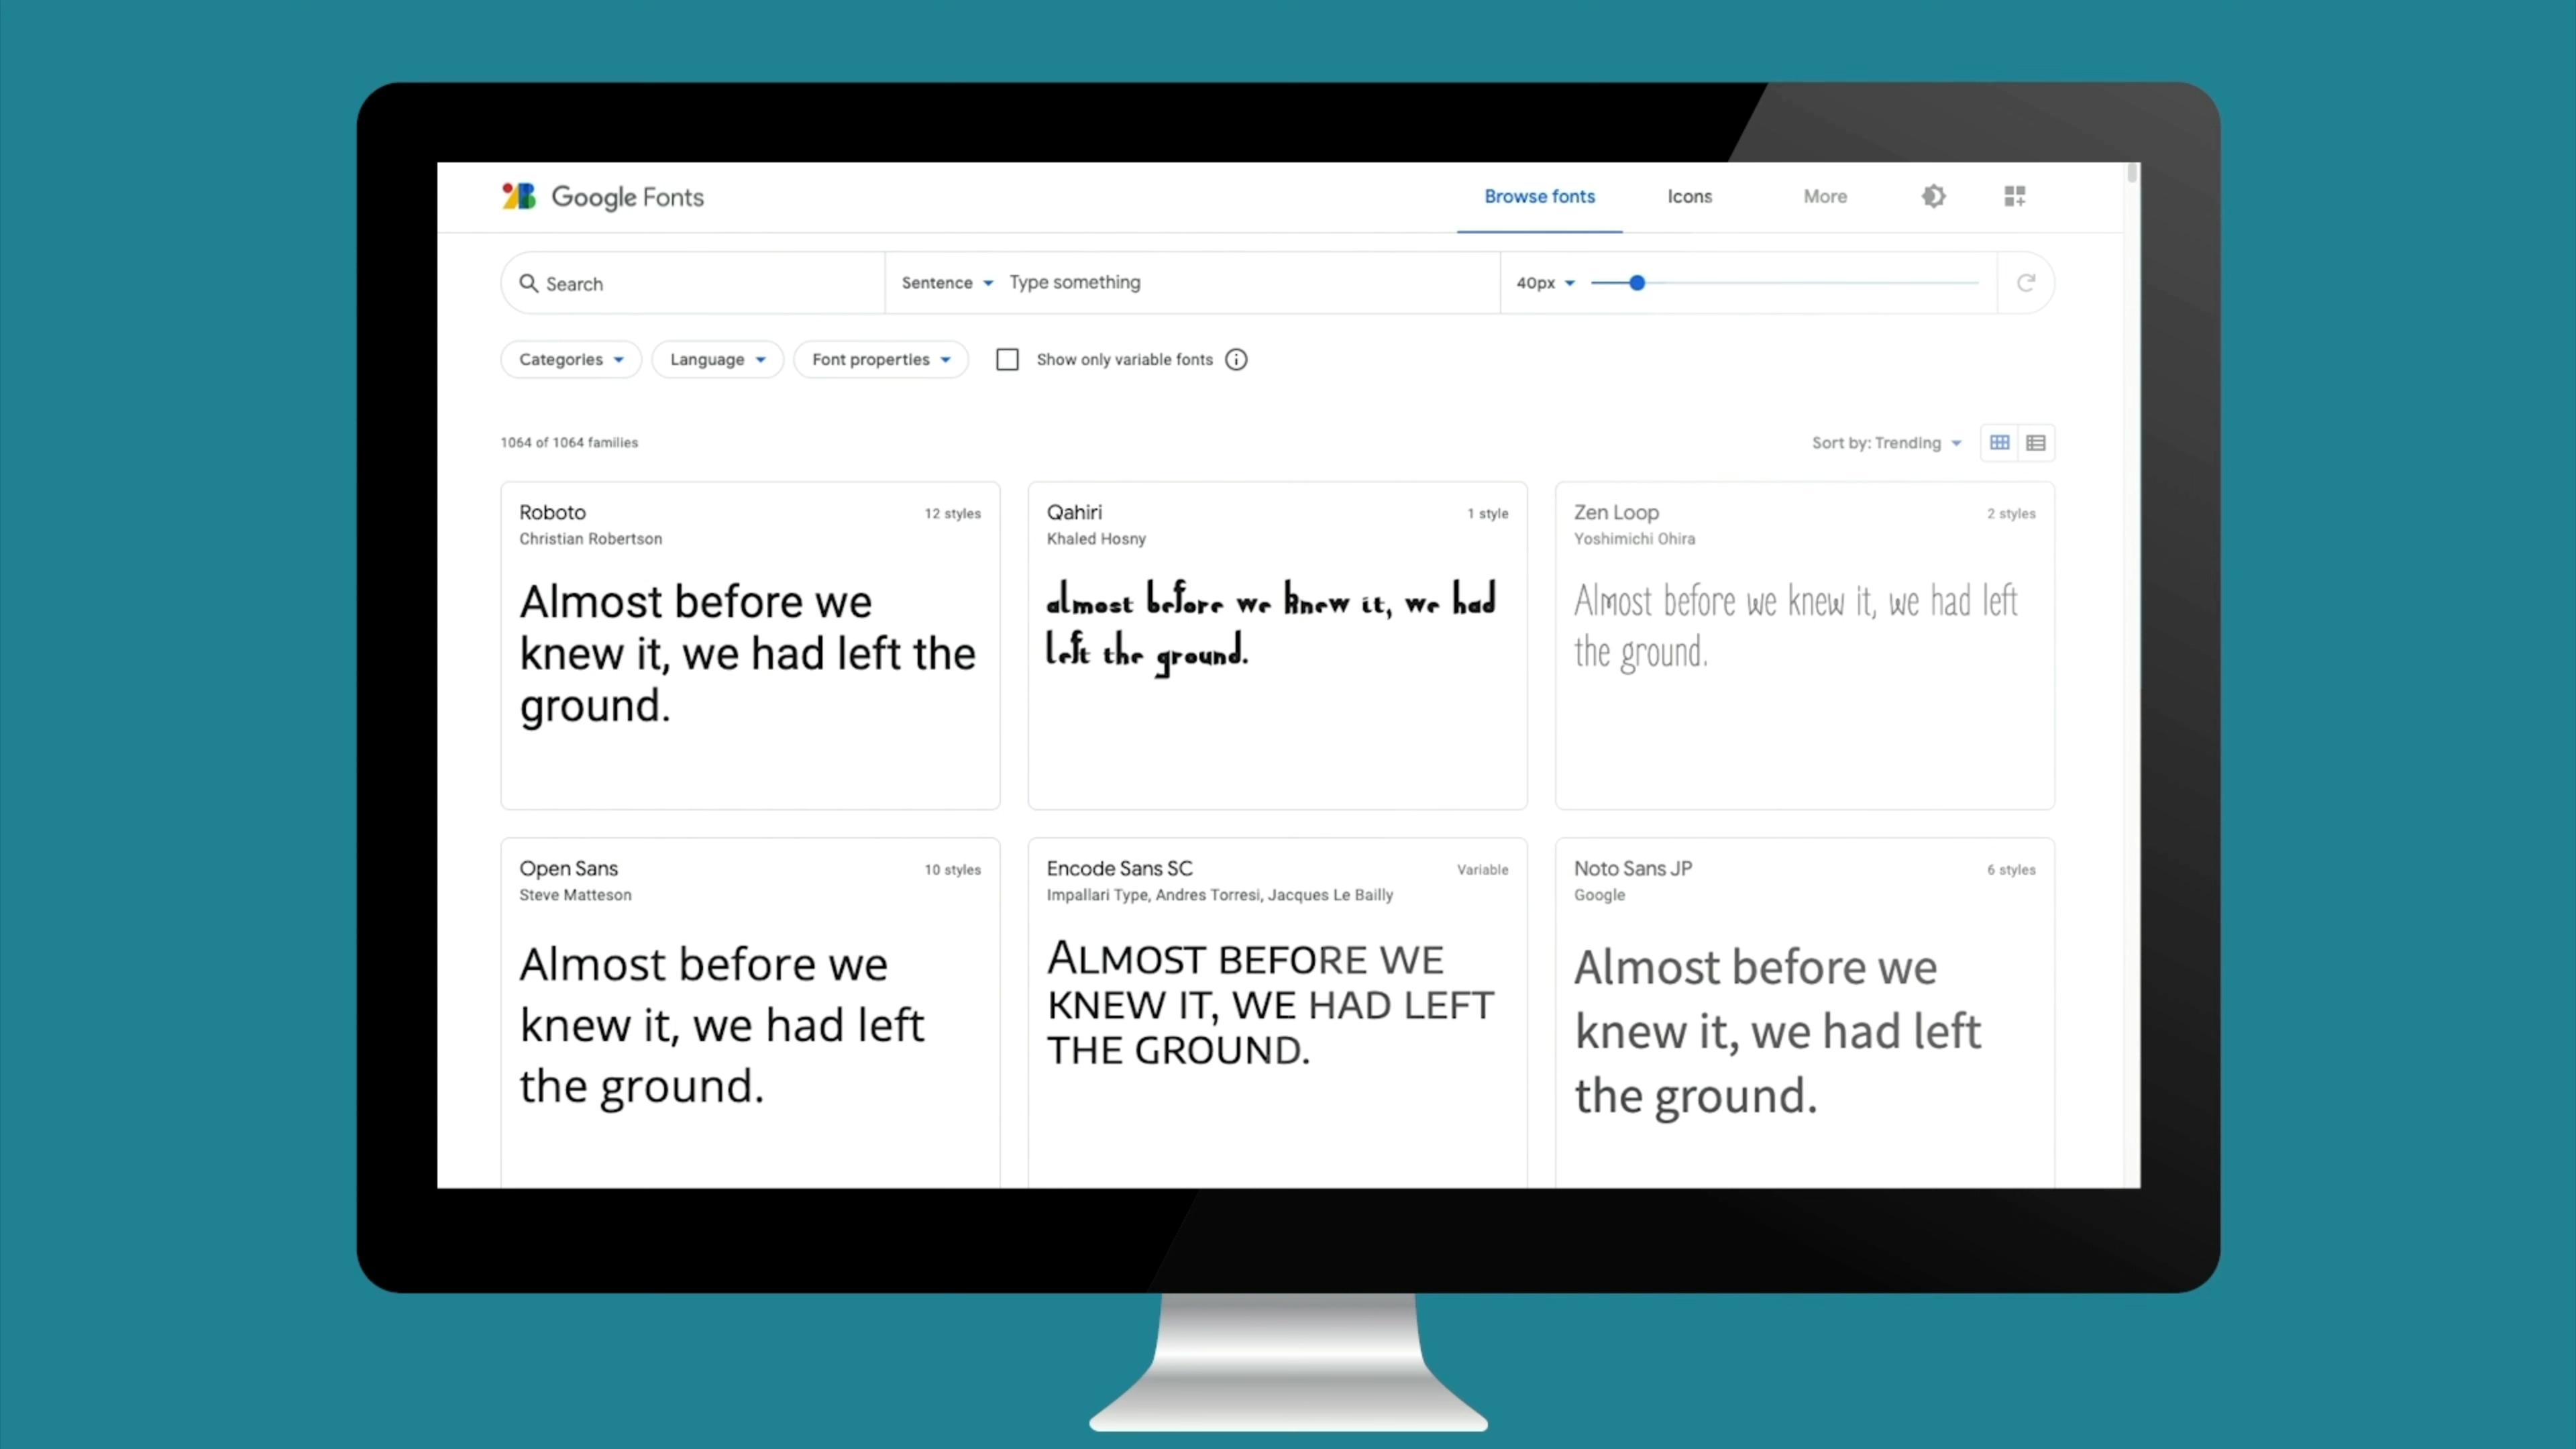 Google Fonts
Browse fonts
Icons
More
Search
Sentence
Type something
40px
Categories
Language
Font properties
Show only variable fonts
1064 of 1064 families
Sort by: Trending
Roboto
12 styles
Christian Robertson
Almost before we
knew it, we had left the
ground.
Qahiri
1 style
Khaled Hosny
almost before we knew it, we had
left the ground.
Zen Loop
2 styles
Yoshimichi Ohira
Almost before we knew it, we had left
the ground.
Open Sans
10 styles
Steve Matteson
Almost before we
knew it, we had left
the ground.
Encode Sans SC
Variable
Impallari Type, Andres Torresi, Jacques Le Bailly
ALMOST BEFORE WE
KNEW IT, WE HAD LEFT
THE GROUND.
Noto Sans JP
6 styles
Google
Almost before we
knew it, we had left
the ground.